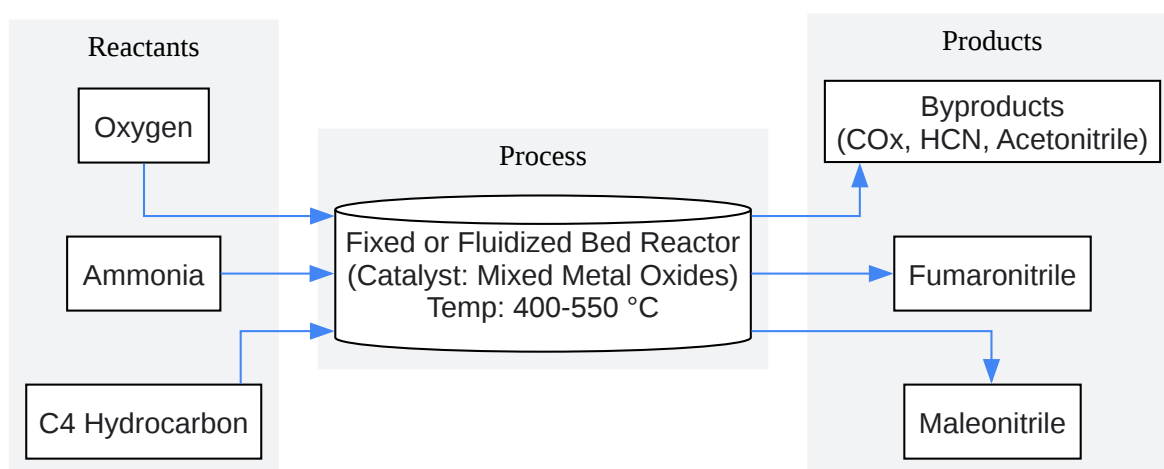 Reactants
Oxygen
Ammonia
C4 Hydrocarbon
Process
Fixed or Fluidized Bed Reactor
(Catalyst: Mixed Metal Oxides)
Temp: 400-550 °C
Products
Byproducts
(COx, HCN, Acetonitrile)
Fumaronitrile
Maleonitrile